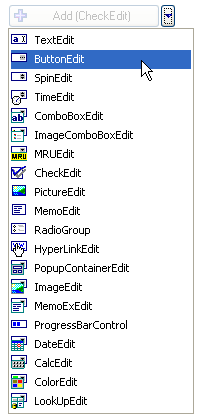 Add (CheckEdit)
TextEdit
ButtonEdit
SpinEdit
TimeEdit
ComboBoxEdit
ImageComboBoxEdit
MRU MRUEdit
CheckEdit
PictureEdit
MemoEdit
RadioGroup
HyperLinkEdit
PopupContainerEdit
ImageEdit
MemoExEdit
ProgressBarControl
DateEdit
CalcEdit
ColorEdit
LookUpEdit